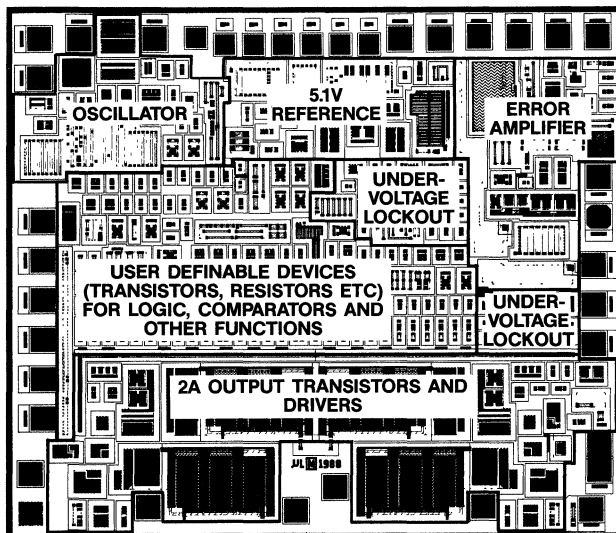 OSCILLATOR
5.1V
REFERENCE
ERROR
AMPLIFIER
UNDER-
VOLTAGE
LOCKOUT
USER DEFINABLE DEVICES
(TRANSISTORS, RESISTORS ETC)
FOR LOGIC, COMPARATORS AND
OTHER FUNCTIONS
UNDER-
VOLTAGE
LOCKOUT
2A OUTPUT TRANSISTORS AND
DRIVERS
1988